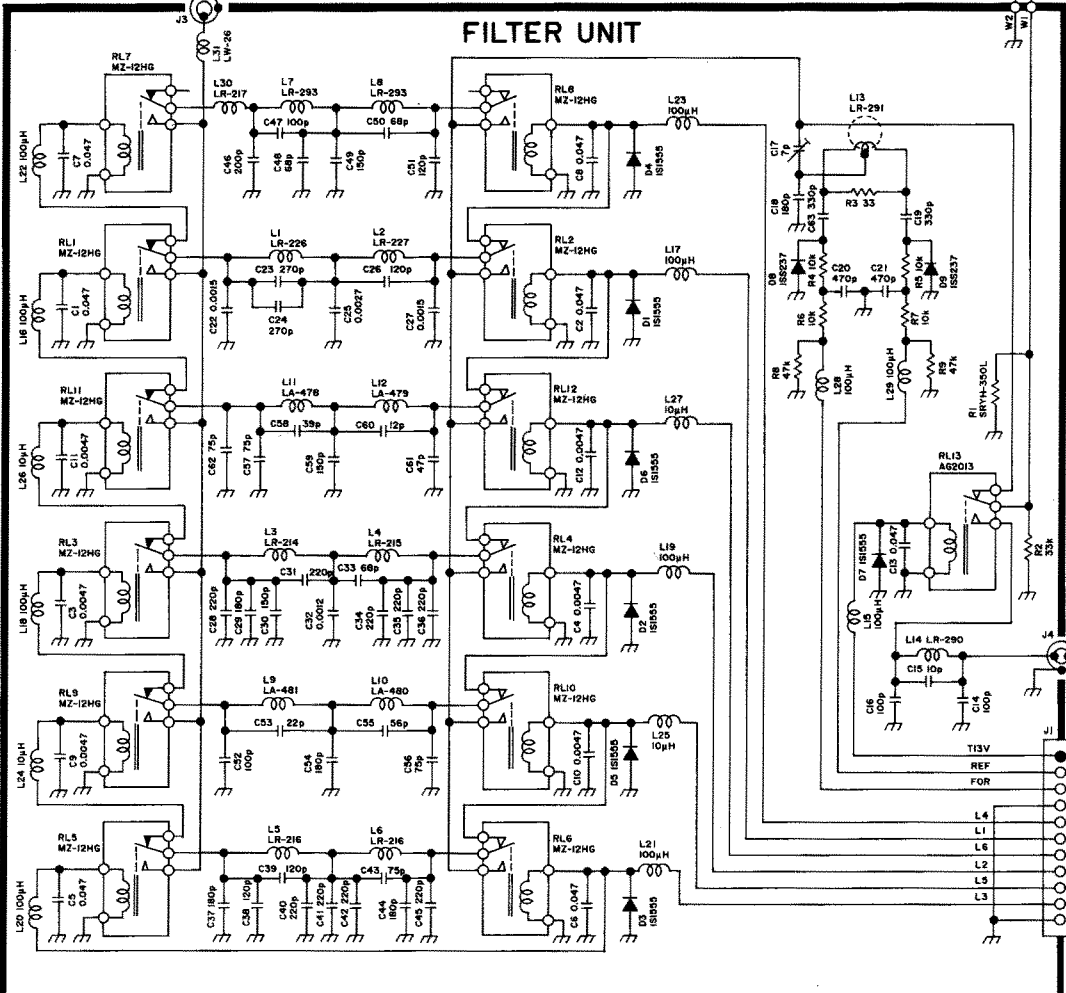 FILTER UNIT
J3
L31
LW-26
W2
W1
RL7
MZ-12HG
L22 100μH
C7
0.047
L30
LR-217
L7
LR-293
L8
LR-293
C47 100p
C50 68p
C46
200p
C48
68p
C49
150p
C51
120p
RL8
MZ-12HG
C8 0.047
D4
1S1555
L23
100μH
L13
LR-291
C17
7p
C18
180p
C63 330p
R3 33
C19
330p
RL1
MZ-12HG
L16 100μH
C1
0.047
L1
LR-226
L2
LR-227
C23 270p
C26 120p
C22 0.0015
C24
270p
C25
0.0027
C27
0.0015
RL2
MZ-12HG
C2 0.047
D1
1S1555
L17
100μH
D8
1SS237
R4 10k
C20
470p
C21
470p
R5 10k
D9
1SS237
R6
10k
R7
10k
R8
47k
L28
100μH
L29 100μH
R9
47k
R1
SRYH-350L
RL11
MZ-12HG
L26 10μH
C11
0.0047
L11
LA-478
L12
LA-479
C58 39p
C60 12p
C62 75p
C57 75p
C59
150p
C61
47p
RL12
MZ-12HG
C12 0.0047
D6
1S1555
L27
10μH
RL13
AG2013
R2
33k
D7 1S1555
C13 0.047
L15
100μH
RL3
MZ-12HG
L18 100μH
C3
0.0047
L3
LR-214
L4
LR-215
C31 220p
C33 68p
C28 220p
C29 180p
C30 150p
C32
0.0012
C34
220p
C35 220p
C36 220p
RL4
MZ-12HG
C4 0.0047
D2
1S1555
L19
100μH
L14 LR-290
C15 10p
C16
100p
C14
100p
J4
RL9
MZ-12HG
L24 10μH
C9
0.0047
L9
LA-481
L10
LA-480
C53 22p
C55 56p
C52
100p
C54
180p
C56
75p
RL10
MZ-12HG
C10 0.0047
D5 1S1555
L25
10μH
J1
T13V
REF
FOR
L4
L1
L6
L2
L5
L3
RL5
MZ-12HG
L20 100μH
C5
0.047
L5
LR-216
L6
LR-216
C39 120p
C43 75p
C37 180p
C38 120p
C40
220p
C41 220p
C42 220p
C44
180p
C45 220p
RL6
MZ-12HG
C6 0.047
D3
1S1555
L21
100μH